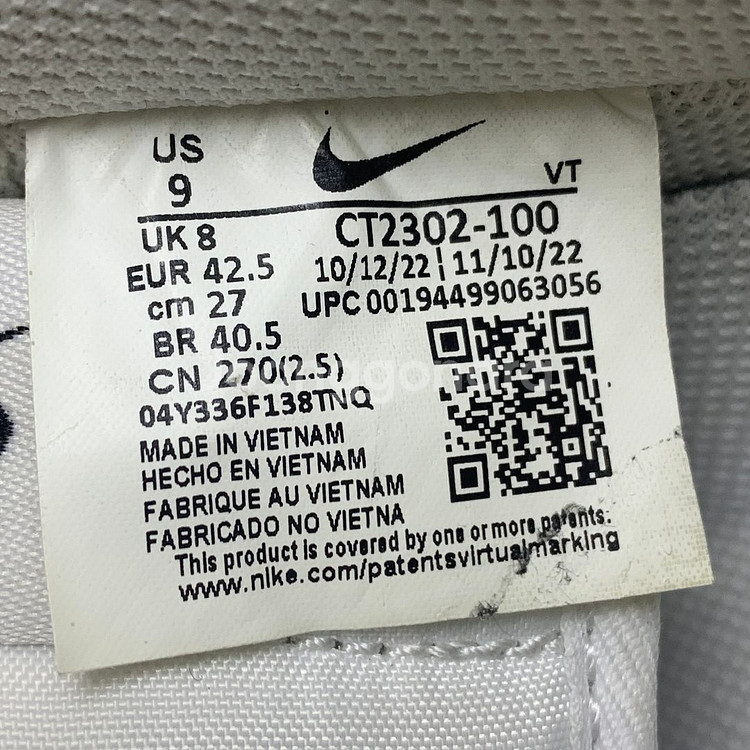 US
9
VT
UK 8
CT2302-100
EUR 42.5
10/12/22 | 11/10/22
cm 27
UPC 00194499063056
BR 40.5
CN 270(2.5)
04Y336F138TNQ
MADE IN VIETNAM
HECHO EN VIETNAM
FABRIQUE AU VIETNAM
FABRICADO NO VIETNA
This product is covered by one or more patents:
www.nike.com/patentsvirtualmarking